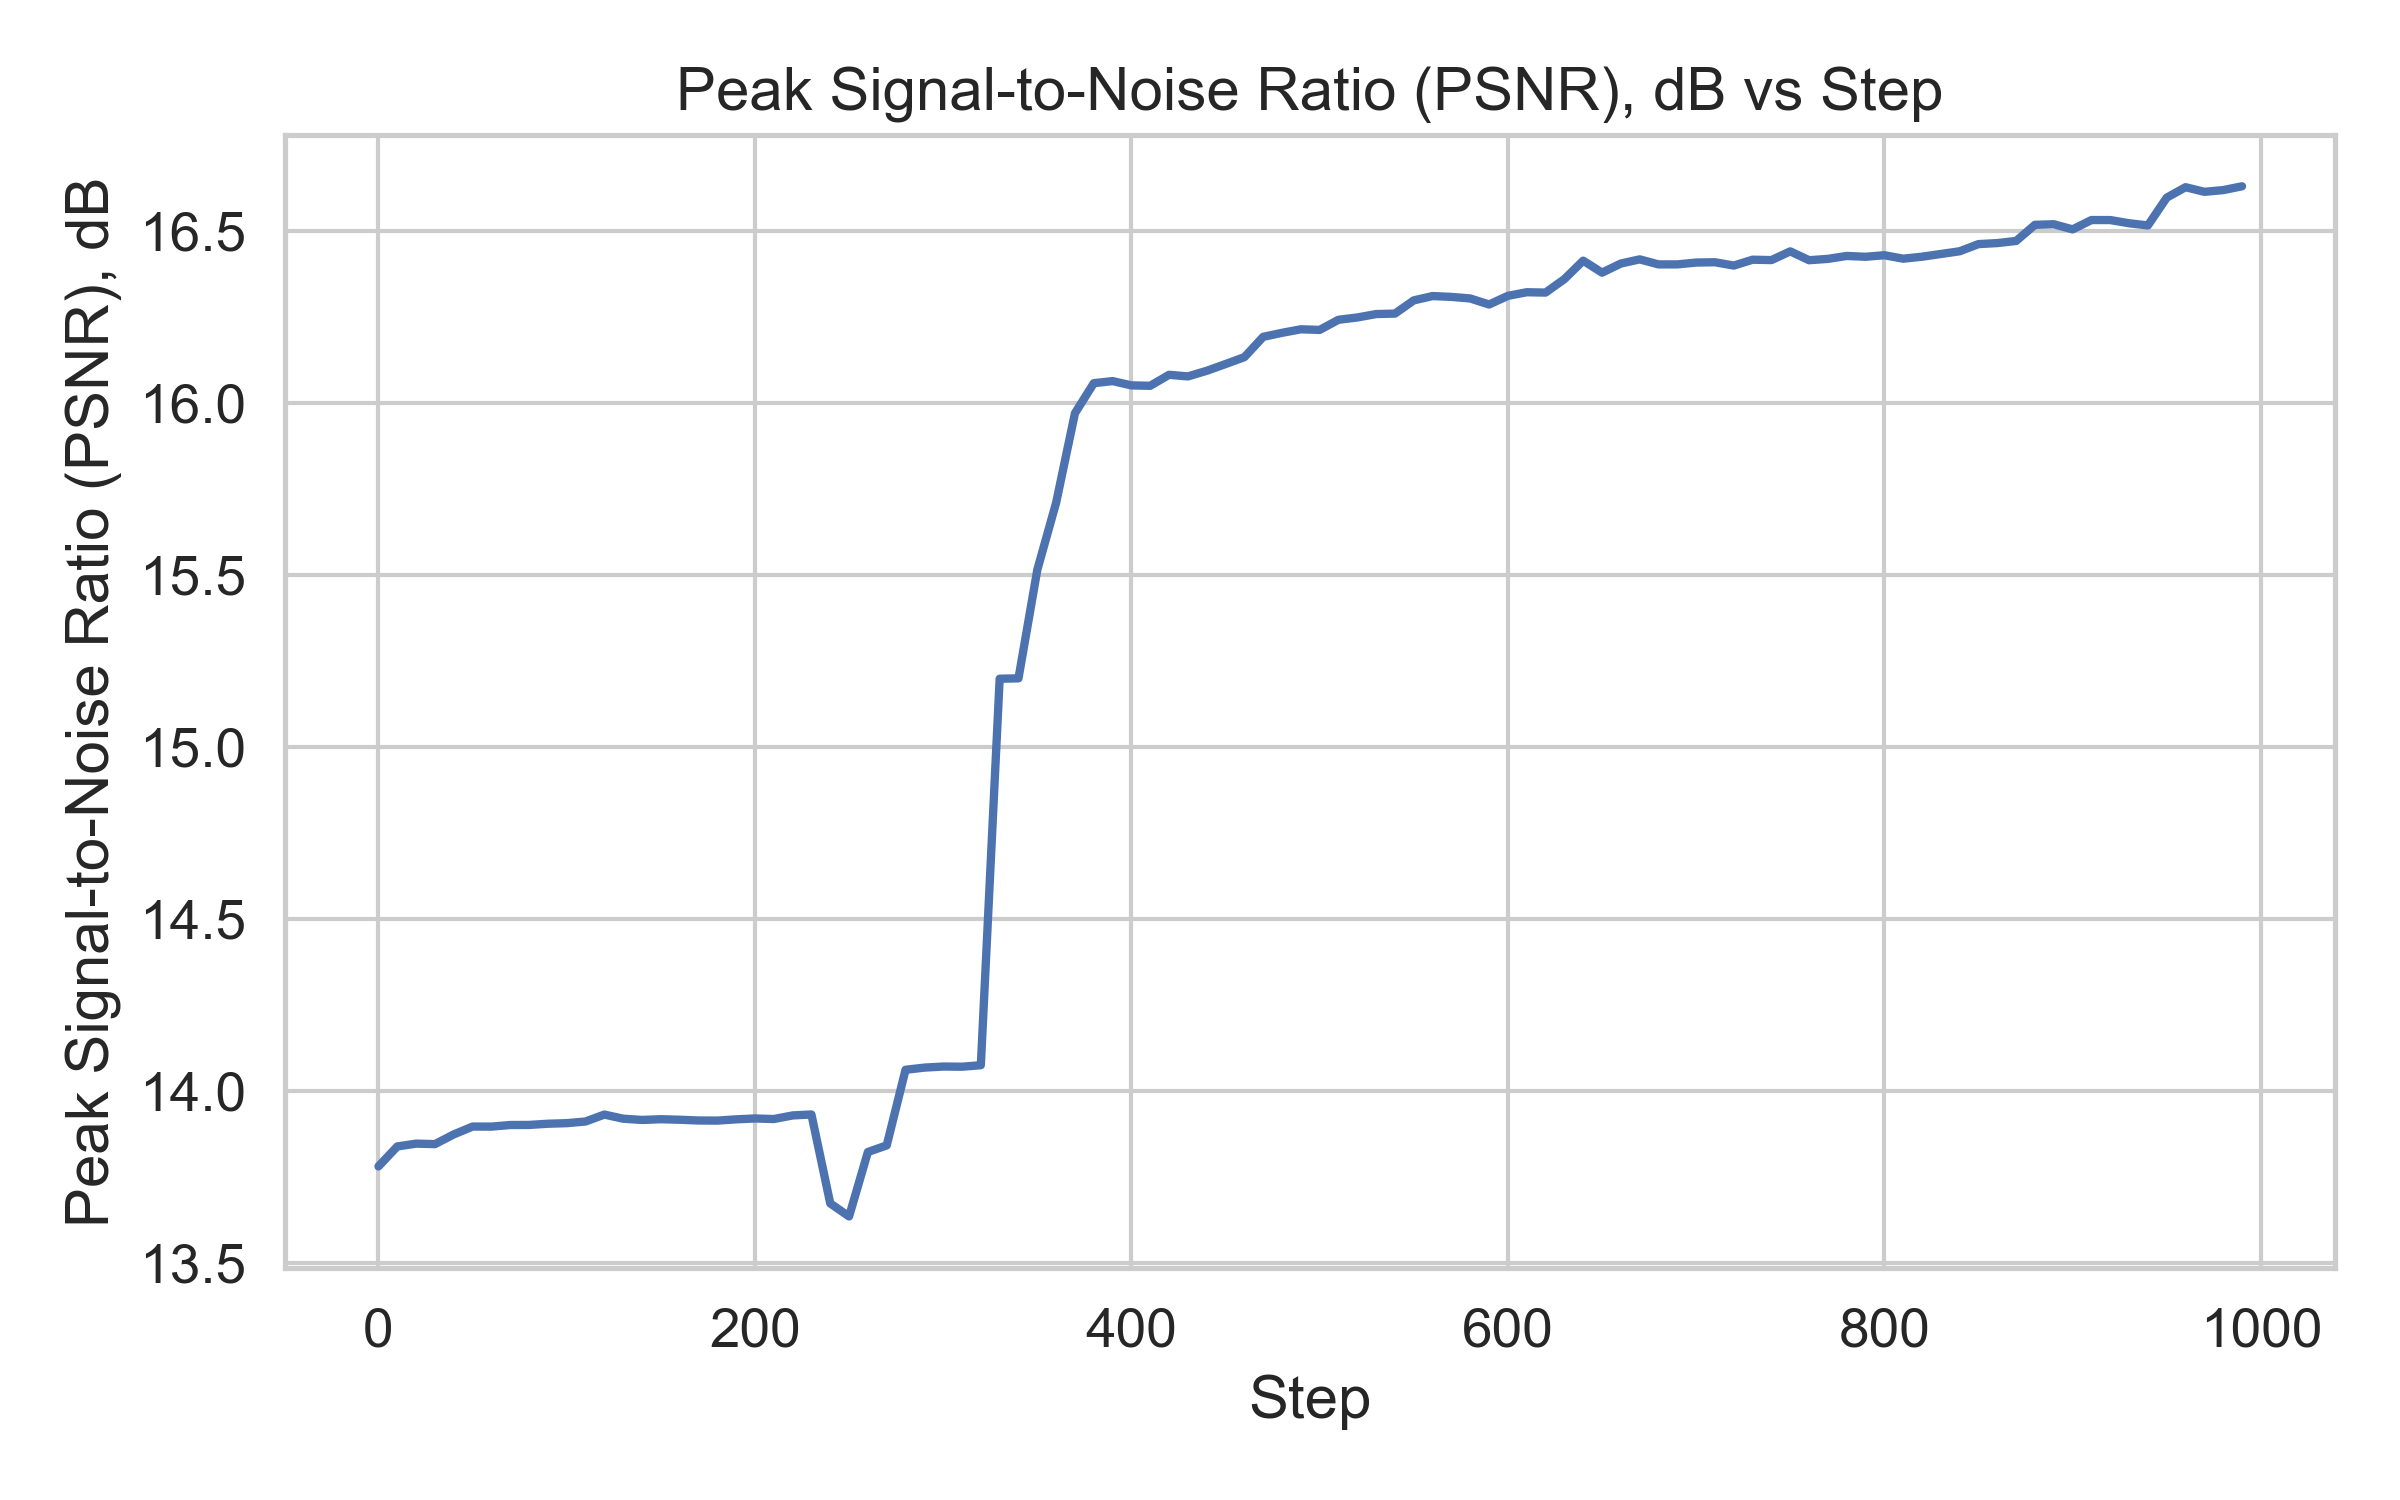 Peak Signal-to-Noise Ratio (PSNR), dB vs Step
Peak Signal-to-Noise Ratio (PSNR), dB
16.5
16.0
15.5
15.0
14.5
14.0
13.5
0 200 400 600 800 1000
Step